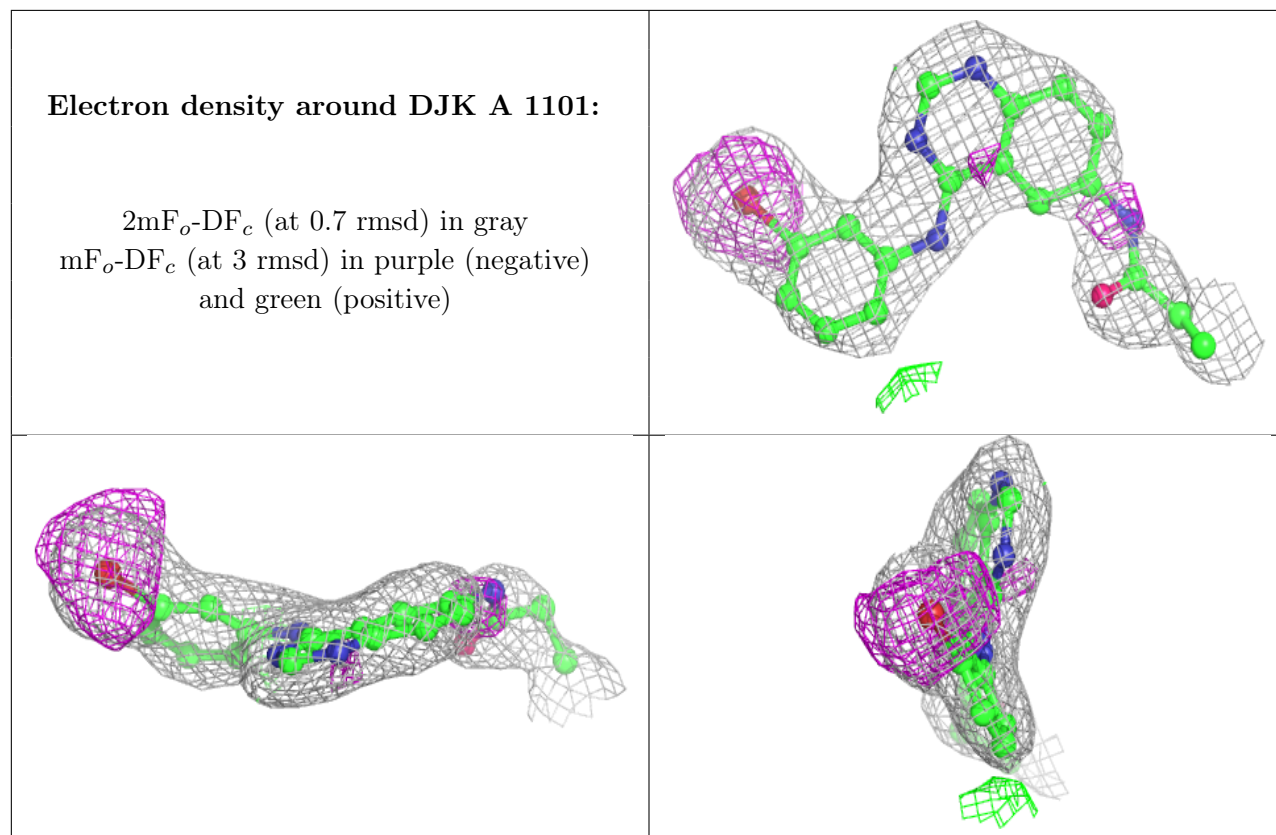 Electron density around DJK A 1101:
2mFo-DFc (at 0.7 rmsd) in gray
mFo-DFc (at 3 rmsd) in purple (negative)
and green (positive)